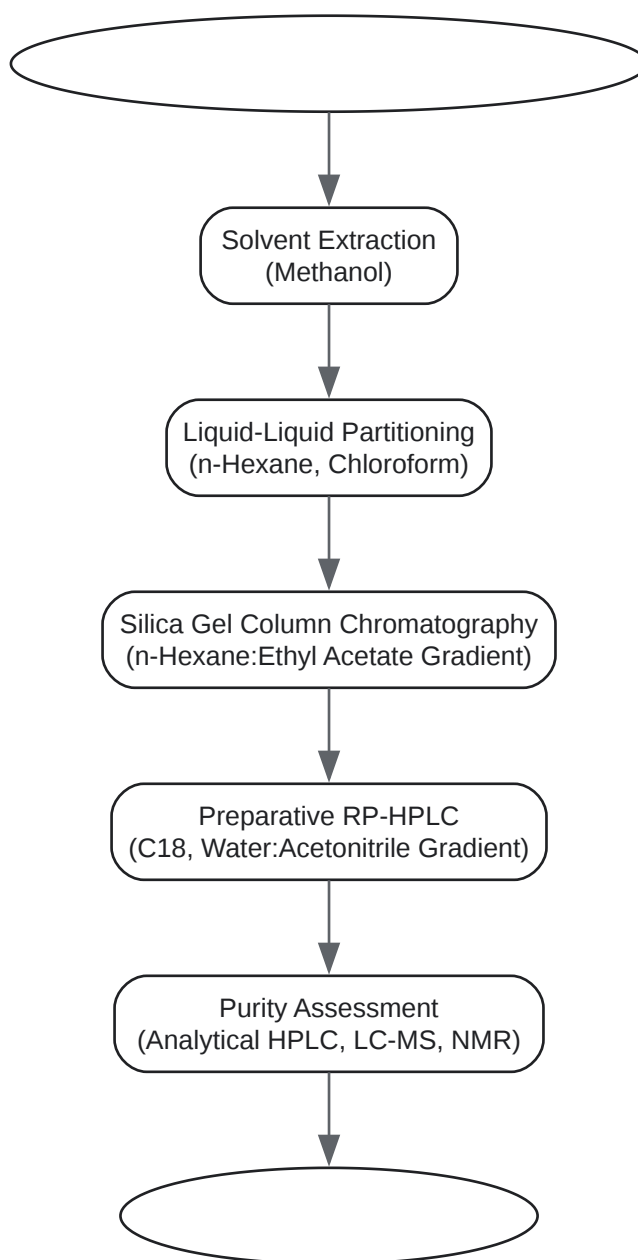 Solvent Extraction
(Methanol)
Liquid-Liquid Partitioning
(n-Hexane, Chloroform)
Silica Gel Column Chromatography
(n-Hexane:Ethyl Acetate Gradient)
Preparative RP-HPLC
(C18, Water:Acetonitrile Gradient)
Purity Assessment
(Analytical HPLC, LC-MS, NMR)